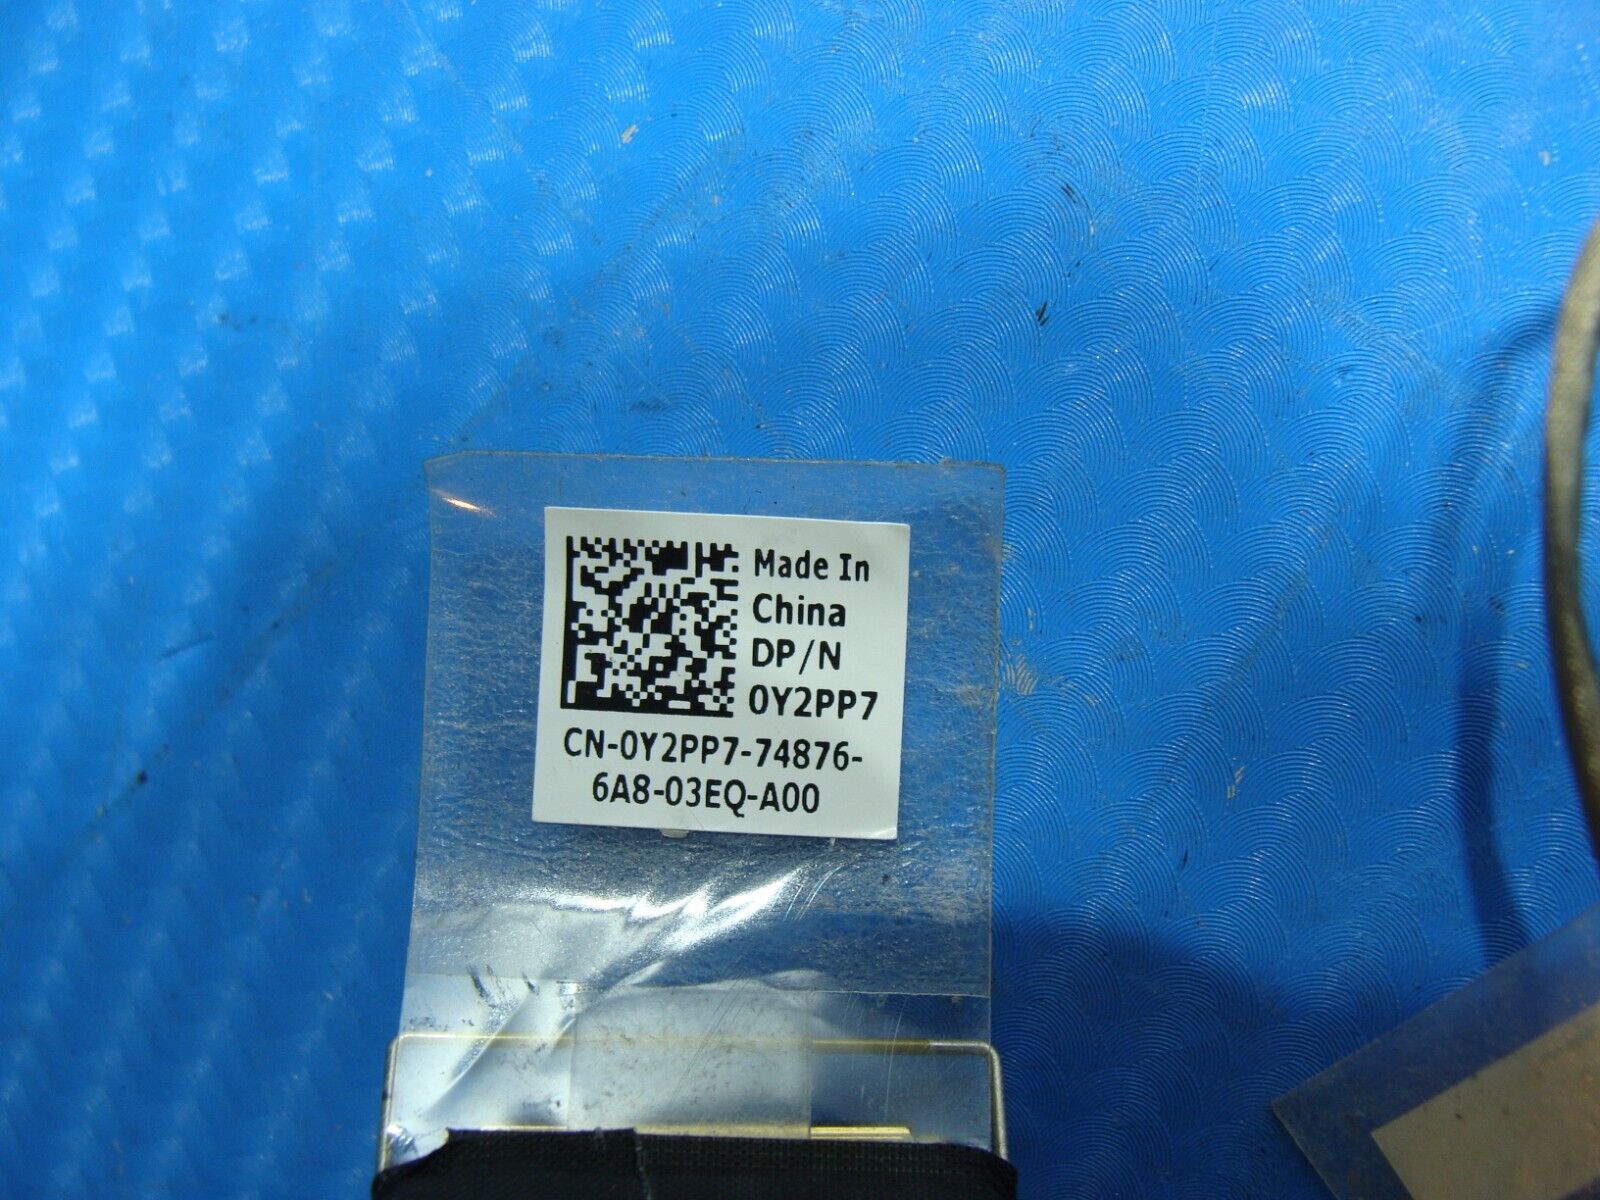 Made In
China
DP/N
0Y2PP7
CN-0Y2PP7-74876-
6A8-03EQ-A00